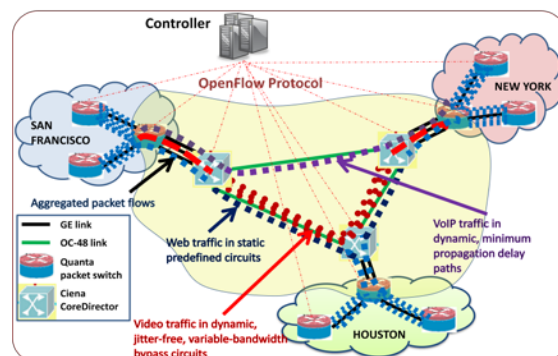 Controller
OpenFlow Protocol
NEW YORK
SAN
FRANCISCO
Aggregated packet flows
GE link
OC-48 link
Quanta
packet switch
Ciena
CoreDirector
Web traffic in static
predefined circuits
VoIP traffic in
dynamic, minimum
propagation delay
paths
Video traffic in dynamic,
jitter-free, variable-bandwidth
bypass circuits
HOUSTON